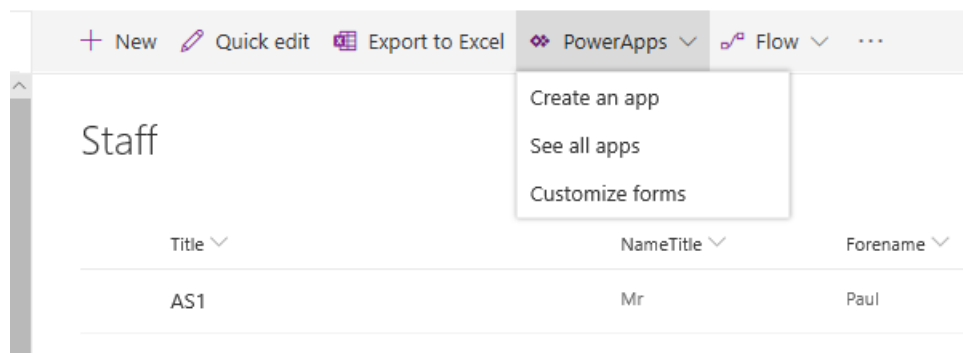 New Quick edit Export to Excel PowerApps Flow ...
Create an app
See all apps
Customize forms
Staff
Title NameTitle Forename
AS1 Mr Paul